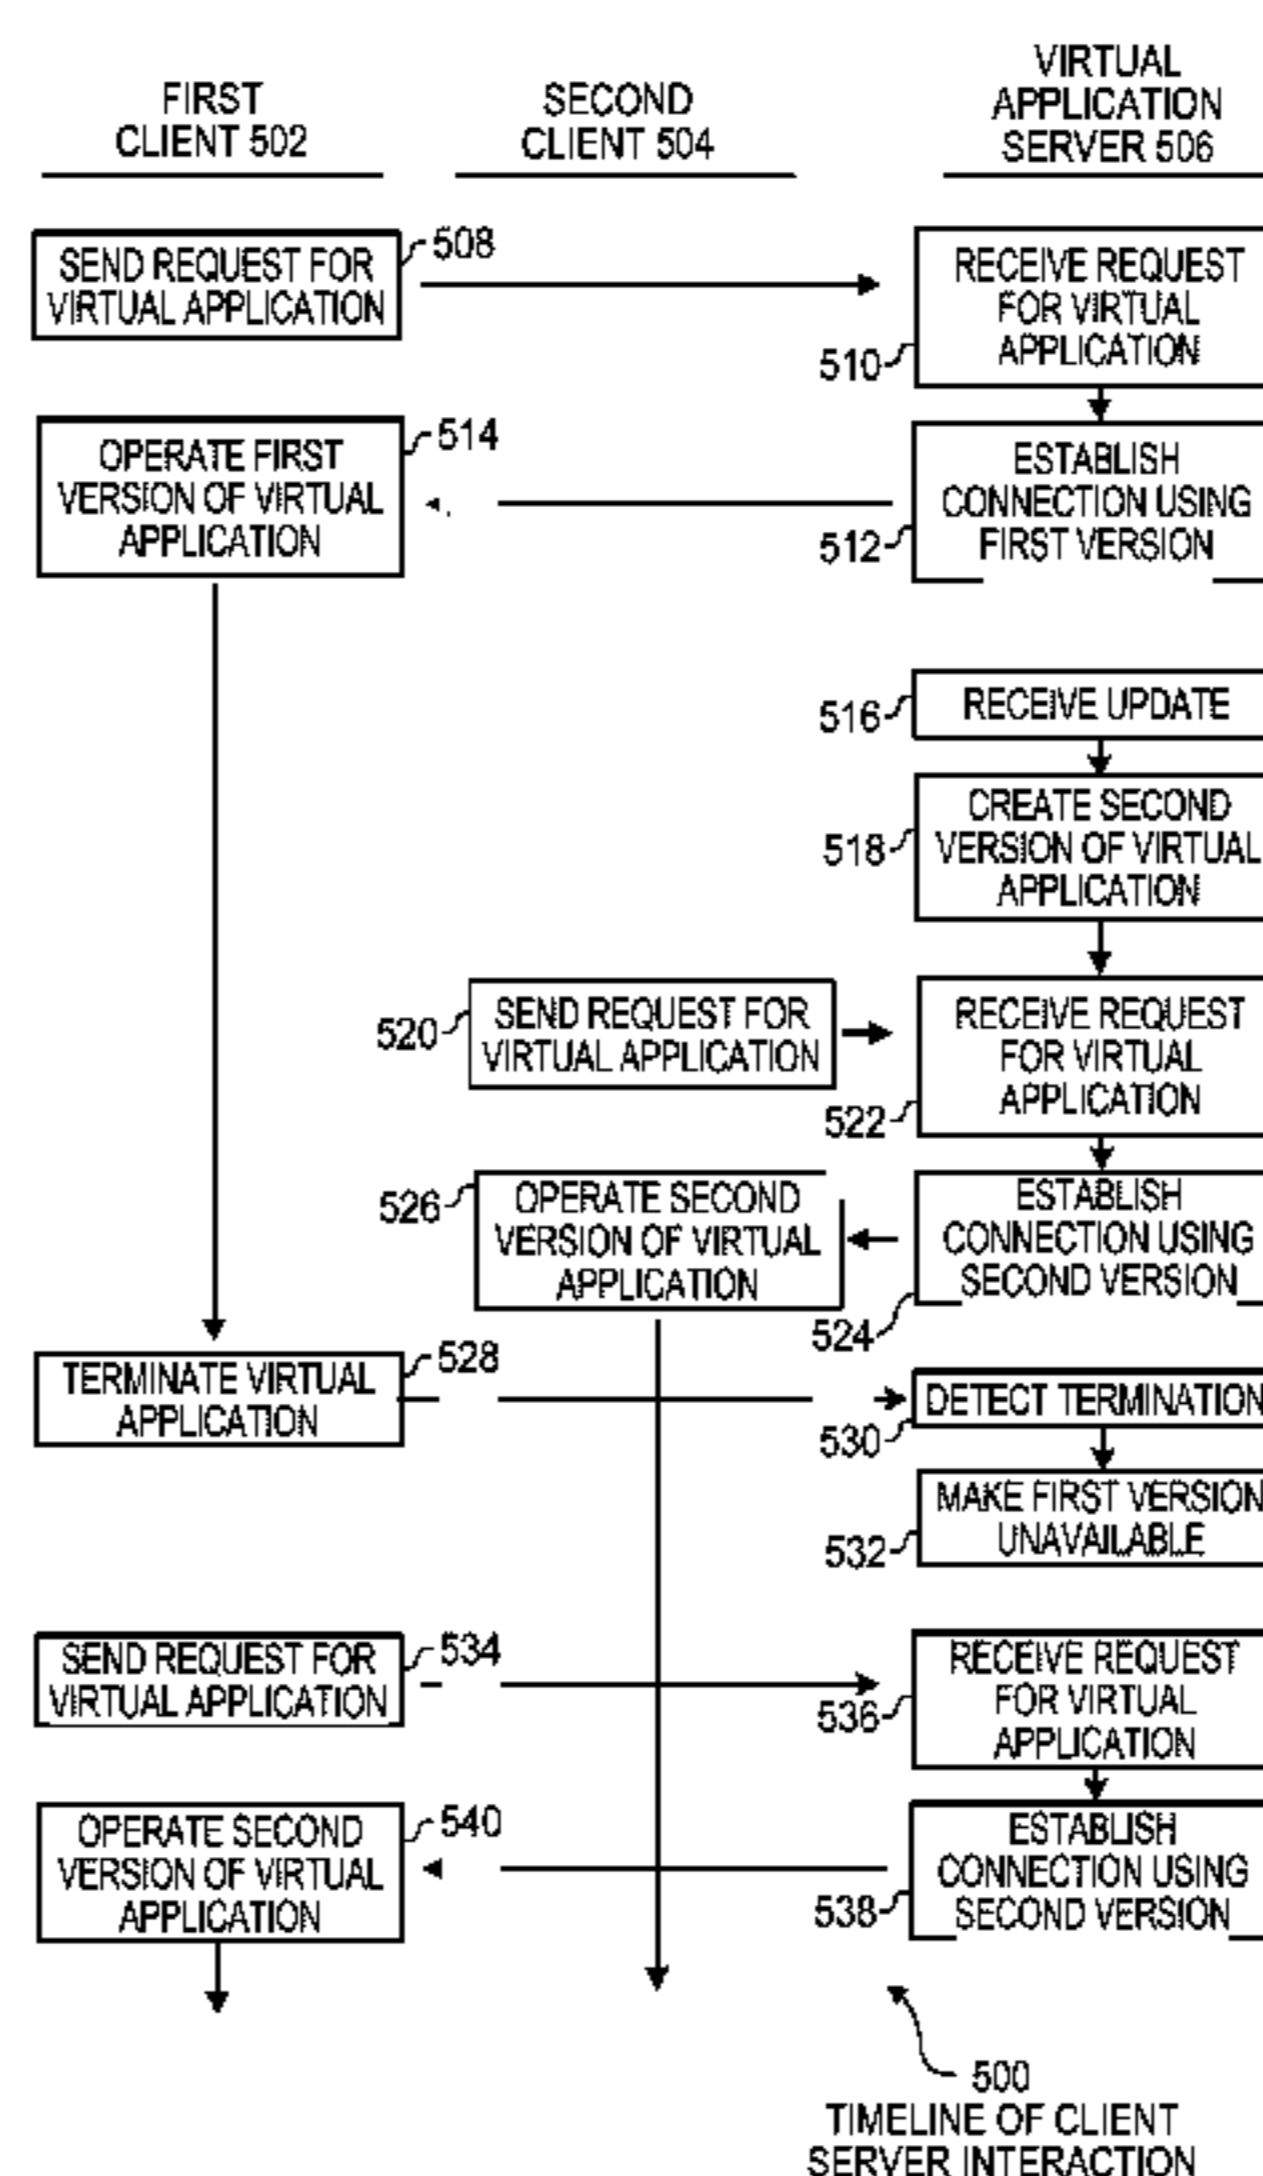 FIRST
CLIENT 502
SECOND
CLIENT 504
VIRTUAL
APPLICATION
SERVER 506
SEND REQUEST FOR
VIRTUAL APPLICATION
508
RECEIVE REQUEST
FOR VIRTUAL
APPLICATION
510
OPERATE FIRST
VERSION OF VIRTUAL
APPLICATION
514
ESTABLISH
CONNECTION USING
FIRST VERSION
512
516
RECEIVE UPDATE
518
CREATE SECOND
VERSION OF VIRTUAL
APPLICATION
520
SEND REQUEST FOR
VIRTUAL APPLICATION
RECEIVE REQUEST
FOR VIRTUAL
APPLICATION
522
526
OPERATE SECOND
VERSION OF VIRTUAL
APPLICATION
ESTABLISH
CONNECTION USING
SECOND VERSION
524
TERMINATE VIRTUAL
APPLICATION
528
DETECT TERMINATION
530
MAKE FIRST VERSION
UNAVAILABLE
532
SEND REQUEST FOR
VIRTUAL APPLICATION
534
RECEIVE REQUEST
FOR VIRTUAL
APPLICATION
536
OPERATE SECOND
VERSION OF VIRTUAL
APPLICATION
540
ESTABLISH
CONNECTION USING
SECOND VERSION
538
500
TIMELINE OF CLIENT
SERVER INTERACTION